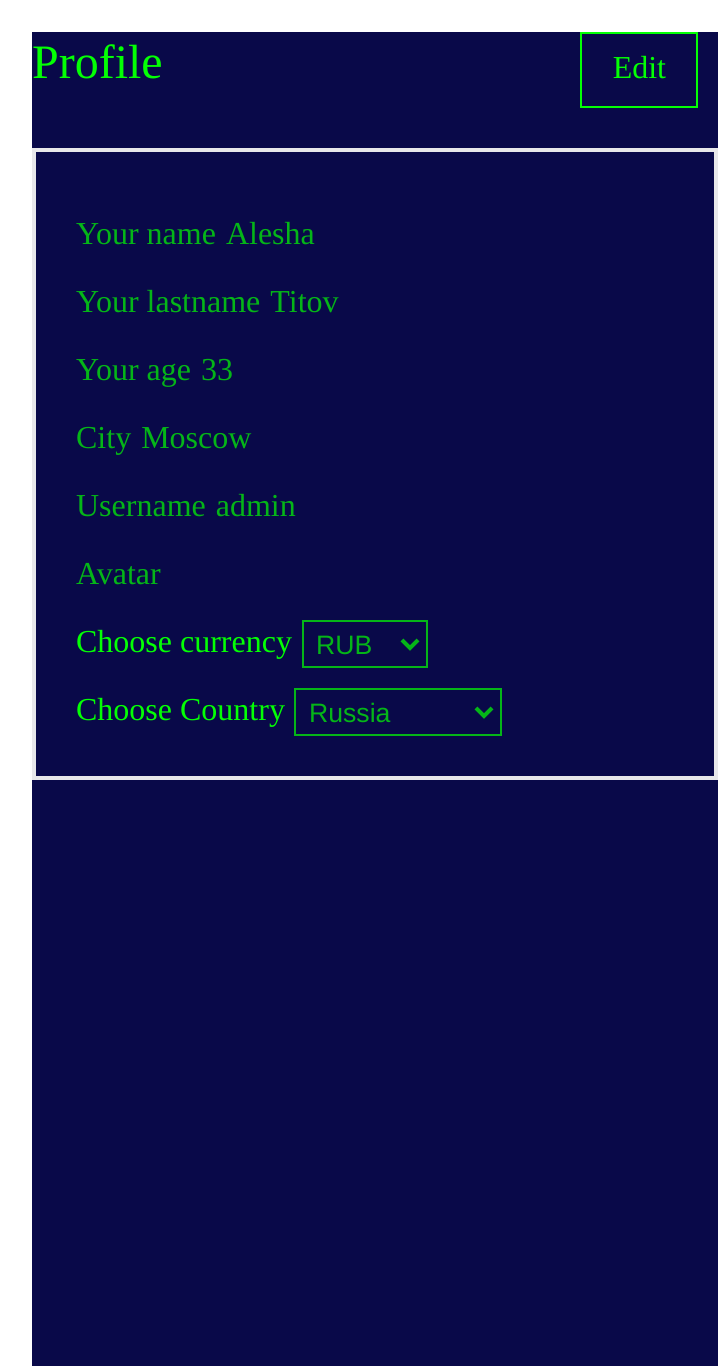 Profile
Edit
Your name Alesha
Your lastname Titov
Your age 33
City Moscow
Username admin
Avatar
Choose currency RUB
Choose Country Russia